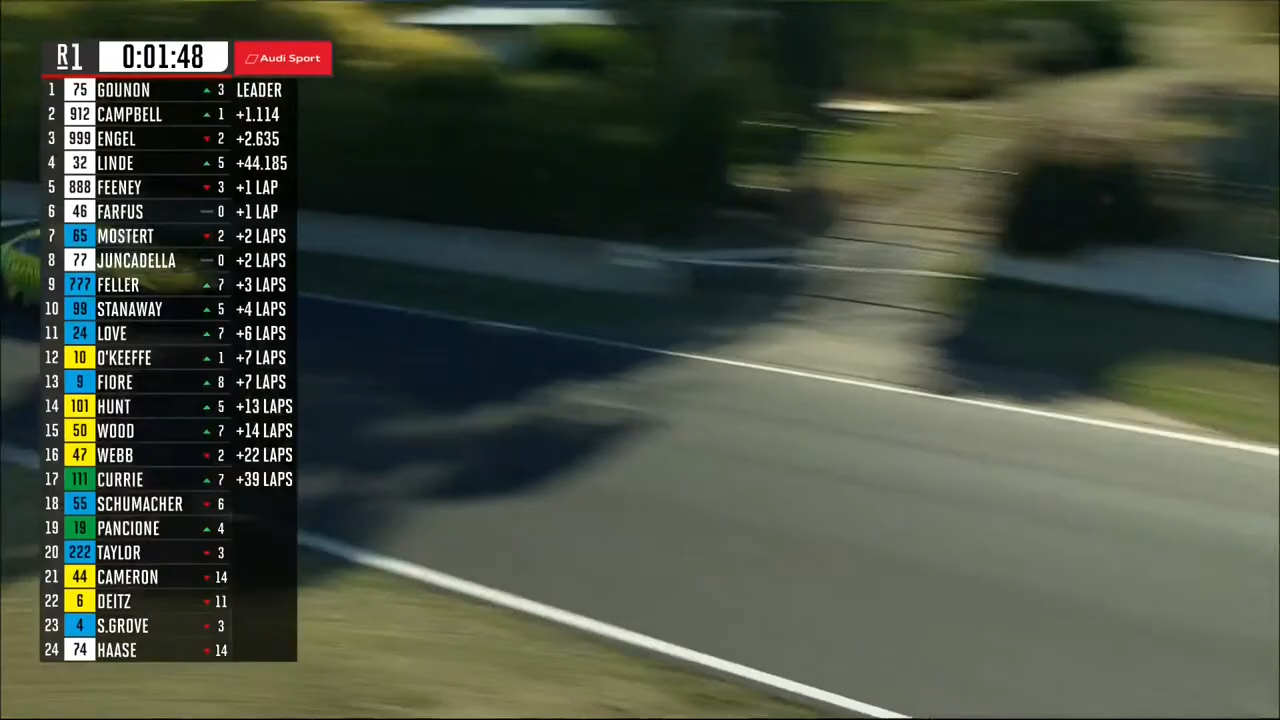 R1 0:01:48 Audi Sport
1 75 GOUNON 3 LEADER
2 912 CAMPBELL 1 +1.114
3 999 ENGEL 2 +2.635
4 32 LINDE 5 +44.185
5 888 FEENEY 3 +1 LAP
6 46 FARFUS 0 +1 LAP
7 65 MOSTERT 2 +2 LAPS
8 77 JUNCADELLA 0 +2 LAPS
9 777 FELLER 7 +3 LAPS
10 99 STANAWAY 5 +4 LAPS
11 24 LOVE 7 +6 LAPS
12 10 O'KEEFFE 1 +7 LAPS
13 9 FIORE 8 +7 LAPS
14 101 HUNT 5 +13 LAPS
15 50 WOOD 7 +14 LAPS
16 47 WEBB 2 +22 LAPS
17 111 CURRIE 7 +39 LAPS
18 55 SCHUMACHER 6
19 19 PANCIONE 4
20 222 TAYLOR 3
21 44 CAMERON 14
22 6 DEITZ 11
23 4 S.GROVE 3
24 74 HAASE 14